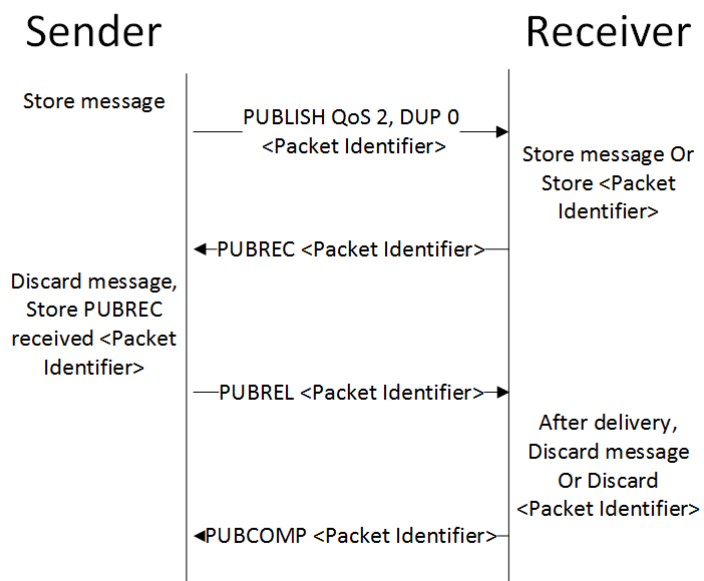 Sender
Receiver
Store message
PUBLISH QoS 2, DUP 0
<Packet Identifier>
Store message Or
Store <Packet
Identifier>
PUBREC <Packet Identifier>
Discard message,
Store PUBREC
received <Packet
Identifier>
PUBREL <Packet Identifier>
After delivery,
Discard message
Or Discard
<Packet Identifier>
PUBCOMP <Packet Identifier>